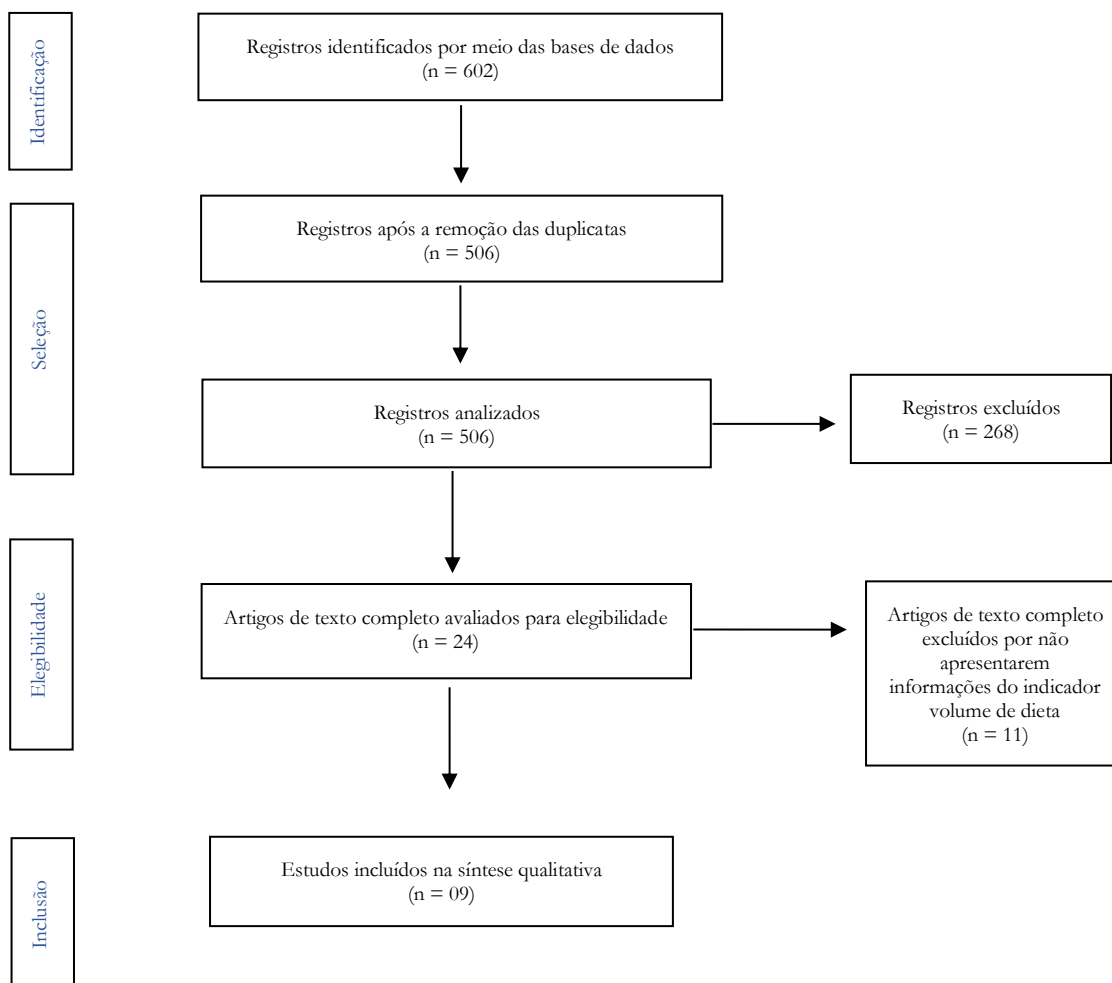 Identificação
Registros identificados por meio das bases de dados
(n = 602)
Seleção
Registros após a remoção das duplicatas
(n = 506)
Registros analizados
(n = 506)
Registros excluídos
(n = 268)
Elegibilidade
Artigos de texto completo avaliados para elegibilidade
(n = 24)
Artigos de texto completo
excluídos por não
apresentarem
informações do indicador
volume de dieta
(n = 11)
Inclusão
Estudos incluídos na síntese qualitativa
(n = 09)